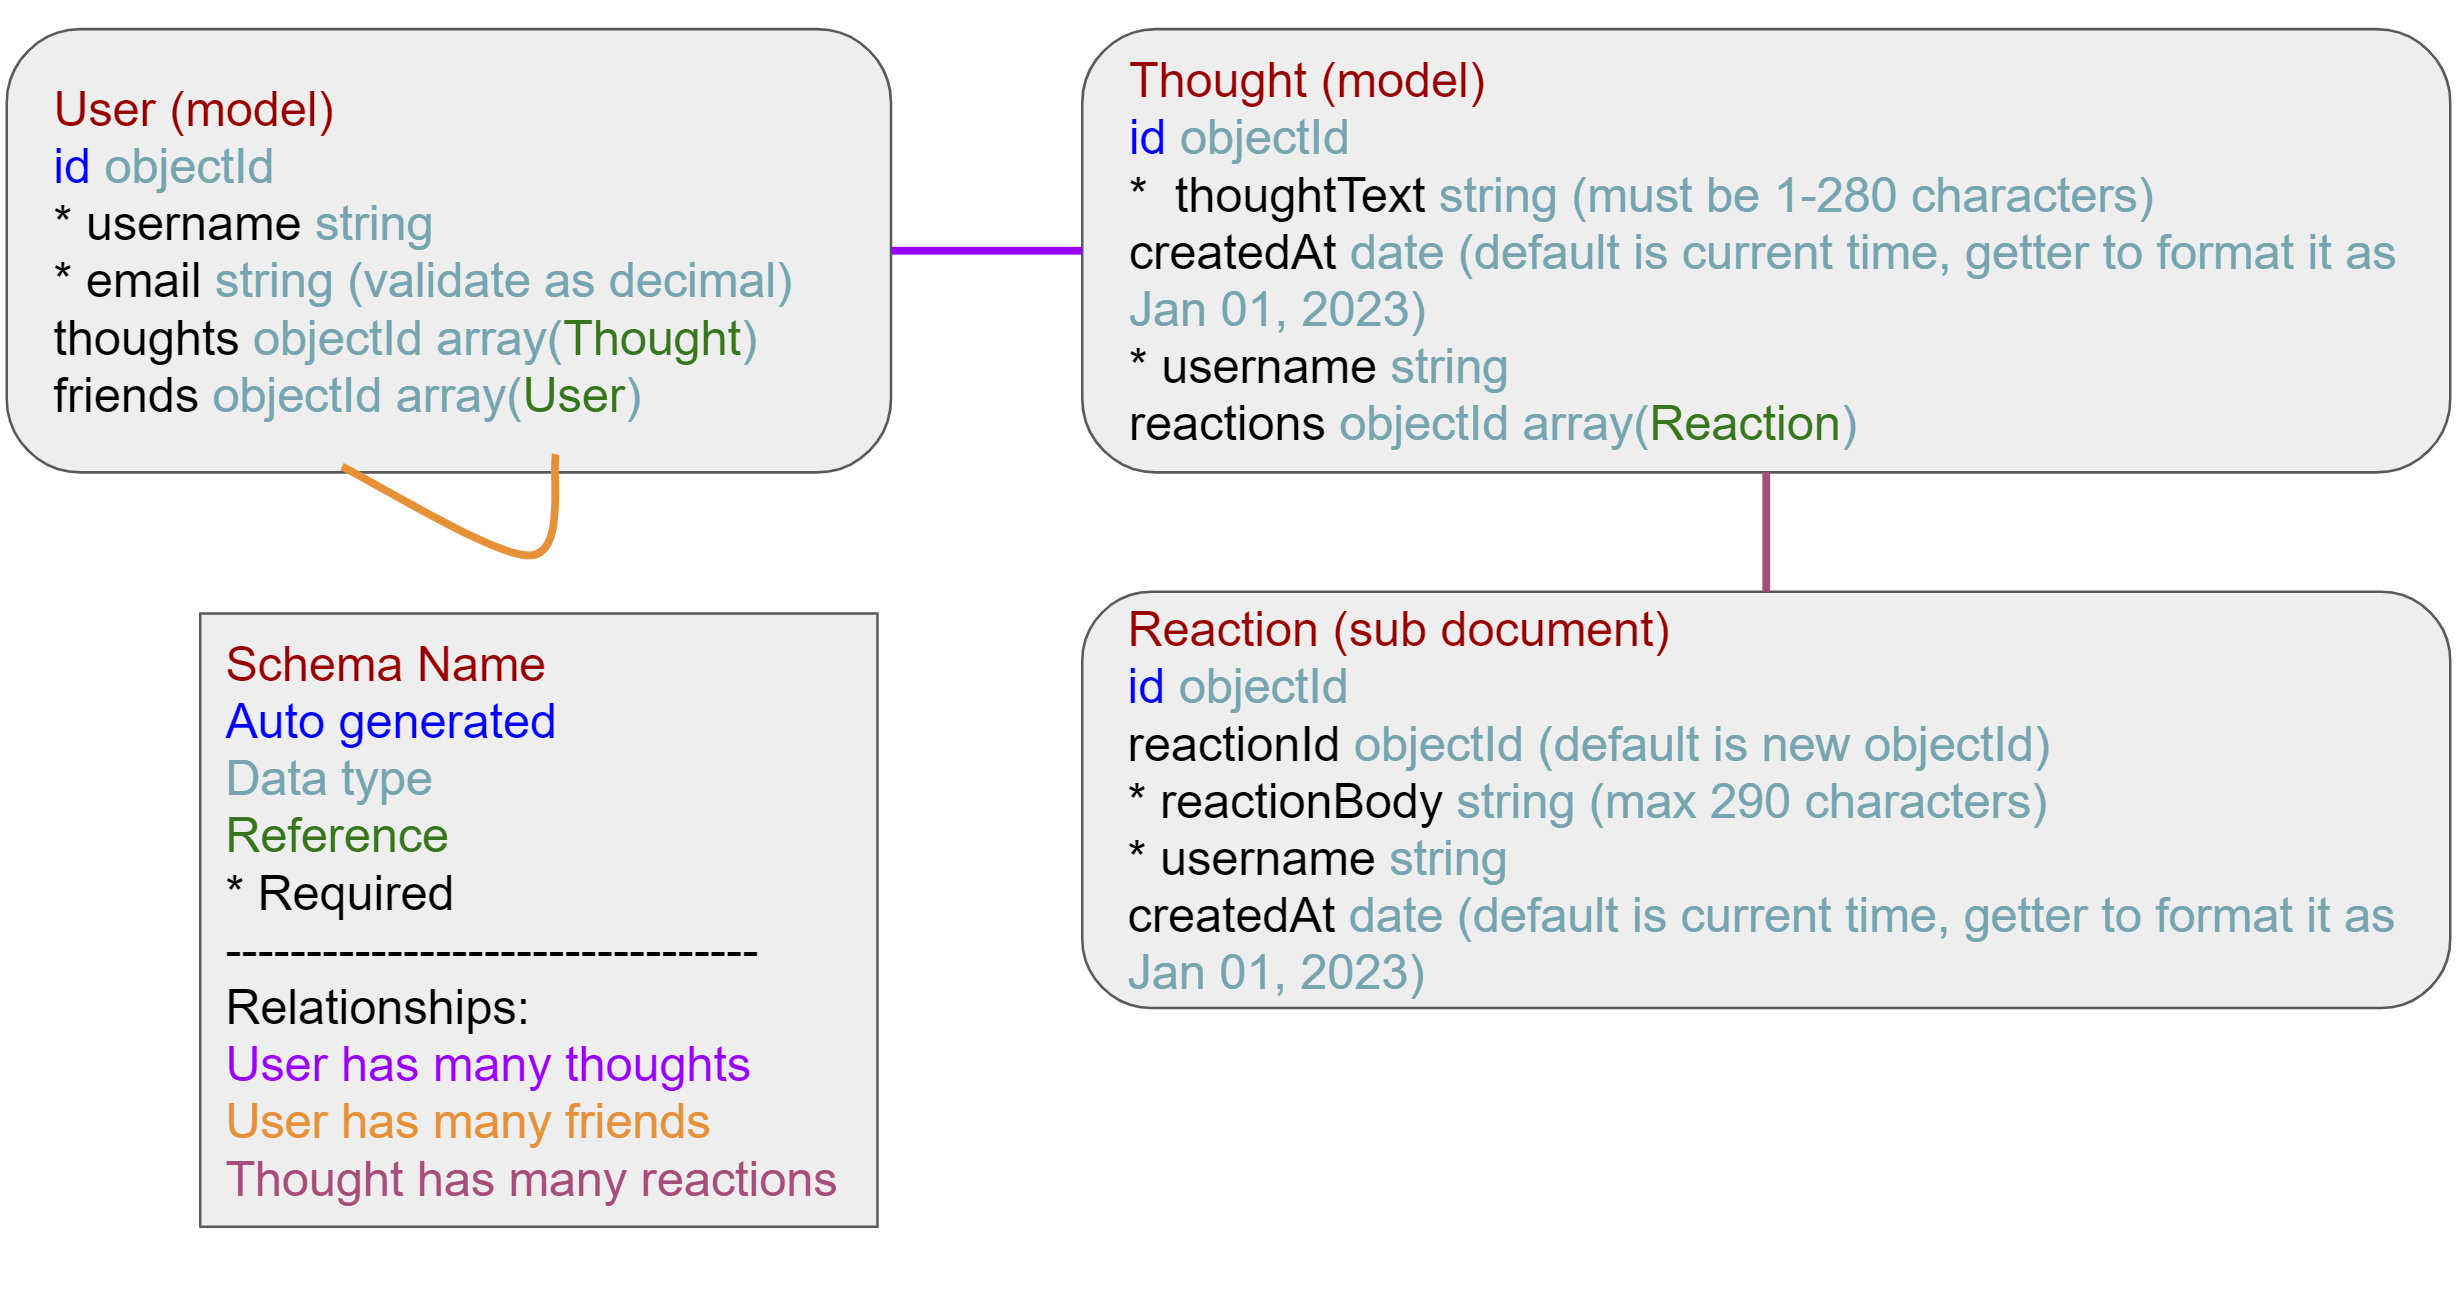 User (model)
id objectId
* username string
* email string (validate as decimal)
thoughts objectId array(Thought)
friends objectId array(User)
Thought (model)
id objectId
*  thoughtText string (must be 1-280 characters)
createdAt date (default is current time, getter to format it as
Jan 01, 2023)
* username string
reactions objectId array(Reaction)
Reaction (sub document)
id objectId
reactionId objectId (default is new objectId)
* reactionBody string (max 290 characters)
* username string
createdAt date (default is current time, getter to format it as
Jan 01, 2023)
Schema Name
Auto generated
Data type
Reference
* Required
---------------------------------
Relationships:
User has many thoughts
User has many friends
Thought has many reactions